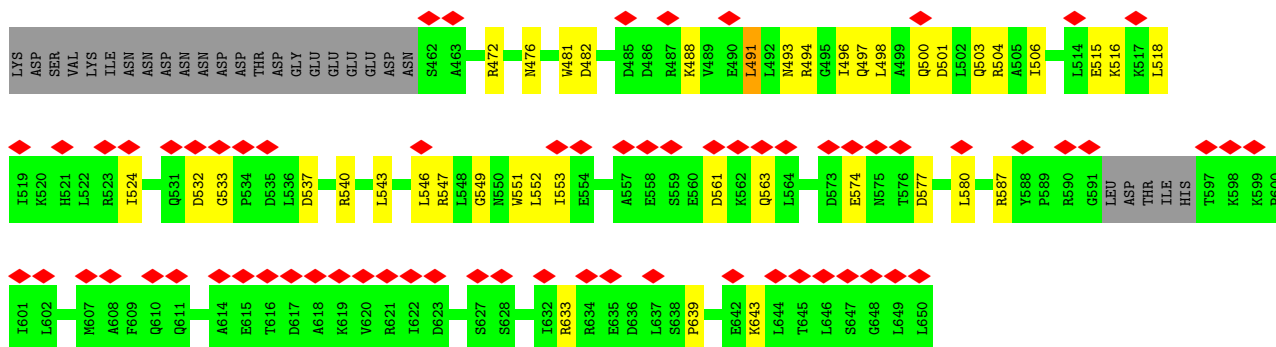 LYS ASP SER VAL LYS ILE ASN ASN ASP ASN ASN ASP ASP THR ASP GLY GLU GLU GLU GLU ASP ASN S462 A463 R472 N476 W481 D482 D485 D486 R487 K488 V489 E490 L491 L492 N493 R494 G495 I496 Q497 L498 A499 Q500 D501 L502 Q503 R504 A505 I506 L514 E515 K516 K517 L518
I519 K520 H521 L522 R523 I524 Q531 D532 G533 P534 D535 L536 D537 R540 L543 L546 R547 L548 G549 N550 W551 L552 I553 E554 A557 E558 S559 E560 D561 K562 Q563 L564 D573 E574 N575 T576 D577 L580 R587 Y588 P589 R590 G591 LEU ASP THR ILE HIS T597 K598 K599
I601 L602 M607 A608 F609 Q610 Q611 A614 E615 T616 D617 A618 K619 V620 R621 I622 D623 S627 S628 I632 R633 R634 E635 D636 L637 S638 P639 E642 K643 L644 T645 L646 S647 G648 L649 L650